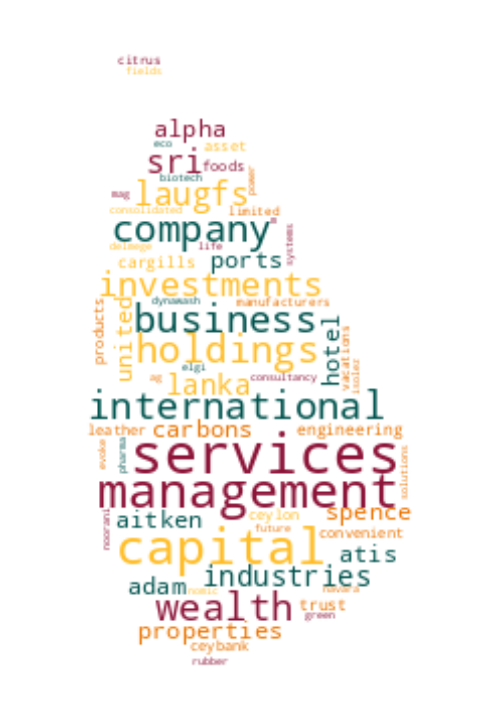 citrus
fields
alpha
eco asset
sri foods
biotech power
mag laugfs
consolidated limited
company m
deimege life systems
cargills ports
investments
products united dynawash manufacturers
business
holdings hotel vacations
elgi isolez
ag lanka consultancy
international
leather carbons engineering
evoke pharma services solutions
management
noorani aitken ceylon spence
future convenient
capital atis
industries
adam nomic navara
wealth trust
green
properties
ceybank
rubber